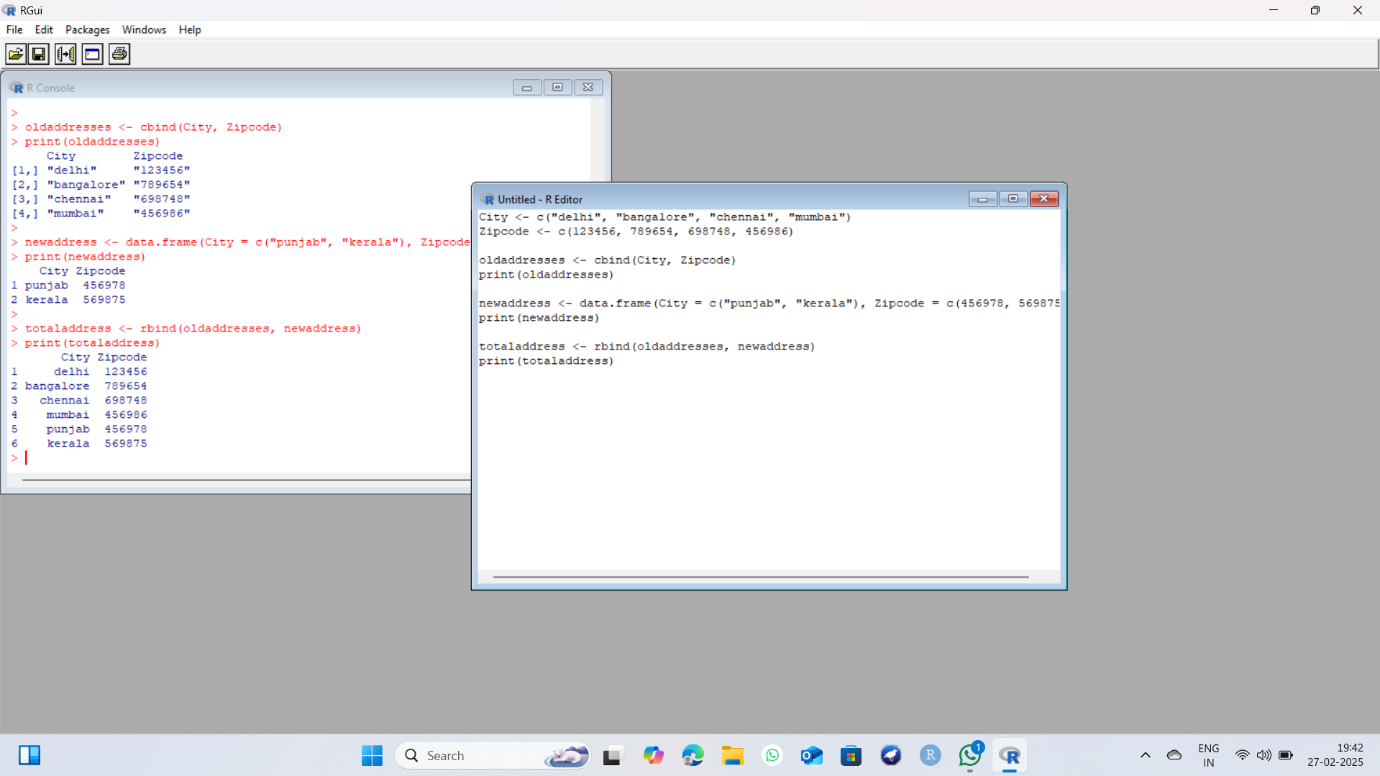 RGui
File Edit Packages Windows Help
R Console
>
> oldaddresses <- cbind(City, Zipcode)
> print(oldaddresses)
     City        Zipcode
[1,] "delhi"     "123456"
[2,] "bangalore" "789654"
[3,] "chennai"   "698748"
[4,] "mumbai"    "456986"
>
> newaddress <- data.frame(City = c("punjab", "kerala"), Zipcode
> print(newaddress)
    City Zipcode
1 punjab  456978
2 kerala  569875
>
> totaladdress <- rbind(oldaddresses, newaddress)
> print(totaladdress)
       City Zipcode
1     delhi  123456
2 bangalore  789654
3   chennai  698748
4    mumbai  456986
5    punjab  456978
6    kerala  569875
>
Untitled - R Editor
City <- c("delhi", "bangalore", "chennai", "mumbai")
Zipcode <- c(123456, 789654, 698748, 456986)
oldaddresses <- cbind(City, Zipcode)
print(oldaddresses)
newaddress <- data.frame(City = c("punjab", "kerala"), Zipcode = c(456978, 569875
print(newaddress)
totaladdress <- rbind(oldaddresses, newaddress)
print(totaladdress)
Search
1
ENG
IN
19:42
27-02-2025